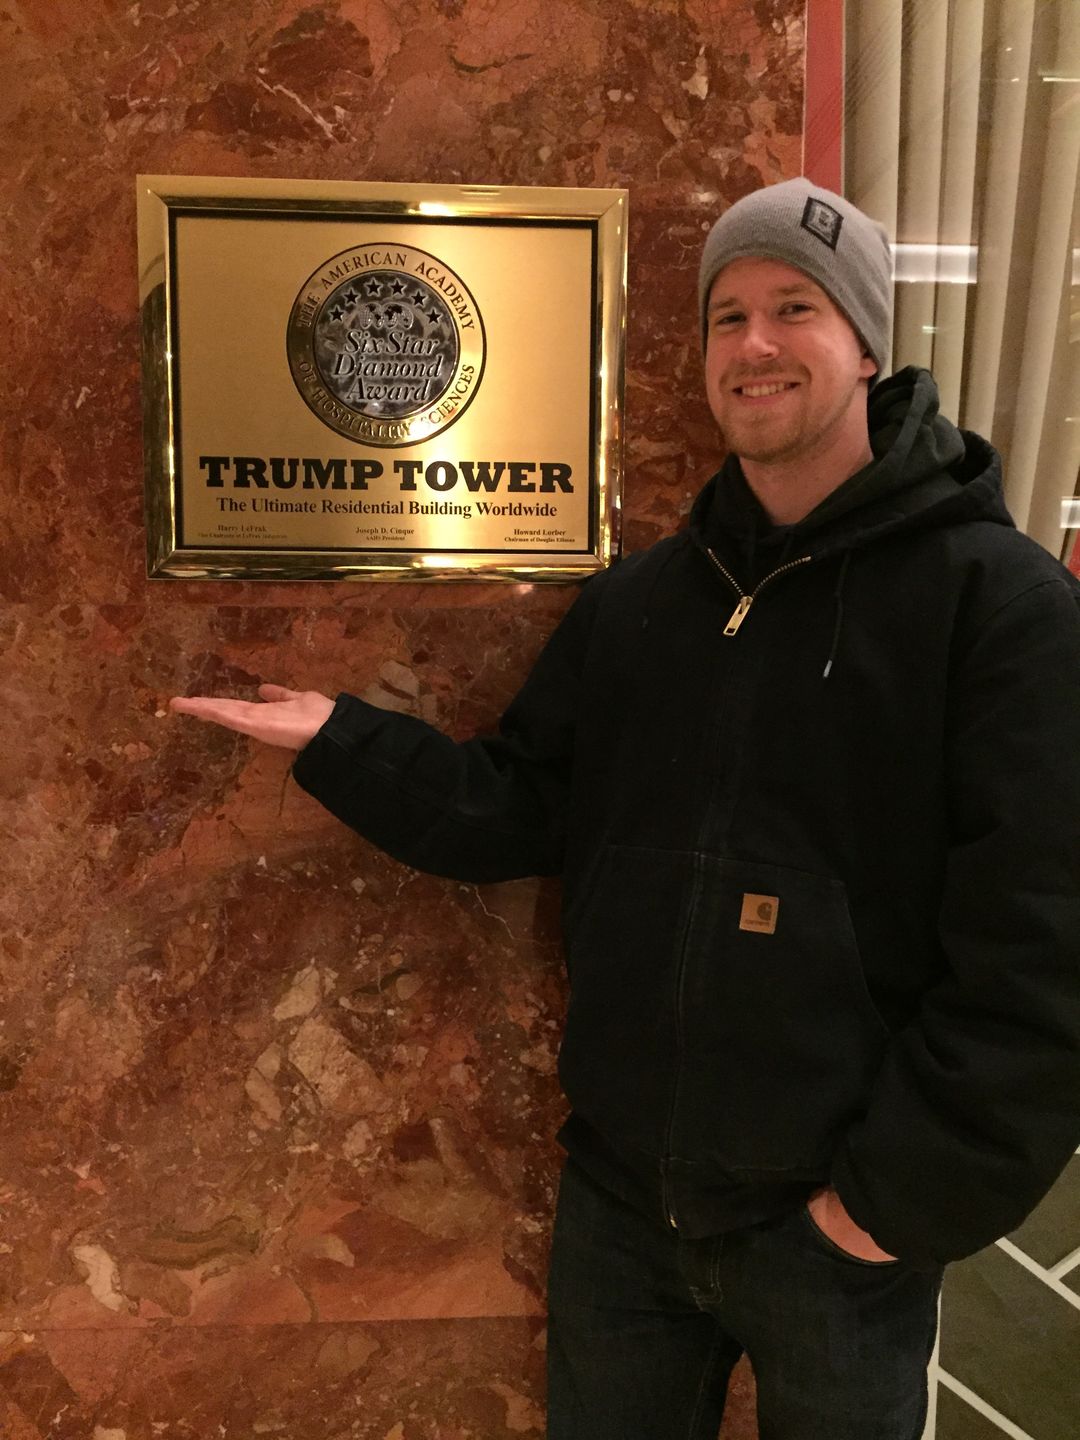 THE AMERICAN ACADEMY
OF HOSPITALITY SCIENCES
Six Star
Diamond
Award
TRUMP TOWER
The Ultimate Residential Building Worldwide
Harry LeFrak
Joseph D. Cinque
AAHS President
Howard Lorber
Chairman of Douglas Elliman
B
carhartt